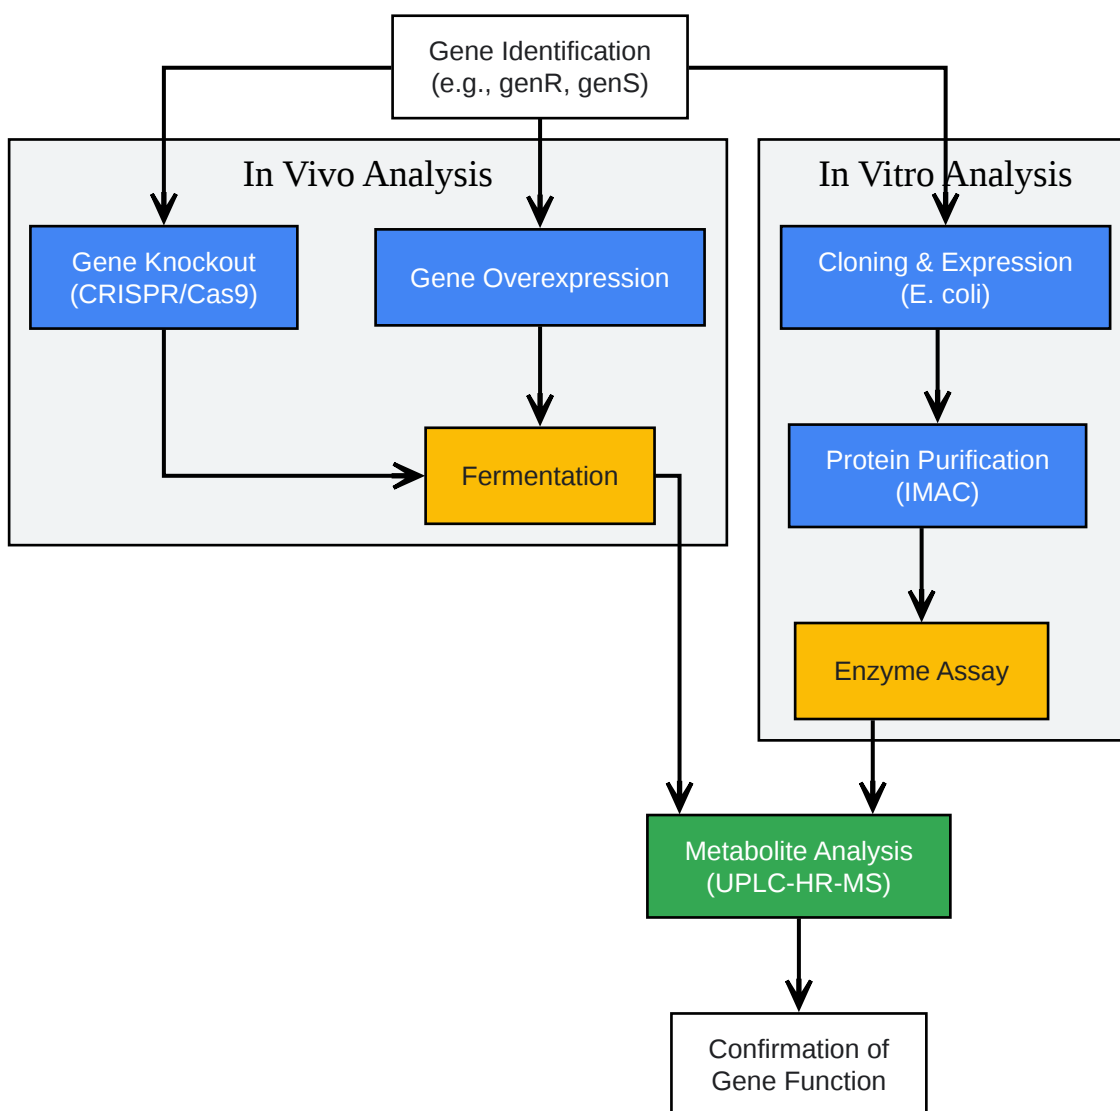 Gene Identification
(e.g., genR, genS)
In Vivo Analysis
In Vitro Analysis
Gene Knockout
(CRISPR/Cas9)
Gene Overexpression
Cloning & Expression
(E. coli)
Fermentation
Protein Purification
(IMAC)
Enzyme Assay
Metabolite Analysis
(UPLC-HR-MS)
Confirmation of
Gene Function